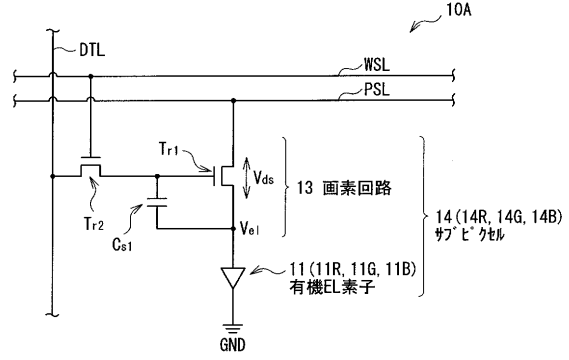 10A
DTL
WSL
PSL
Tr1
Vds
13 画素回路
Tr2
Cs1
Vel
14 (14R, 14G, 14B)
サブピクセル
11 (11R, 11G, 11B)
有機EL素子
GND